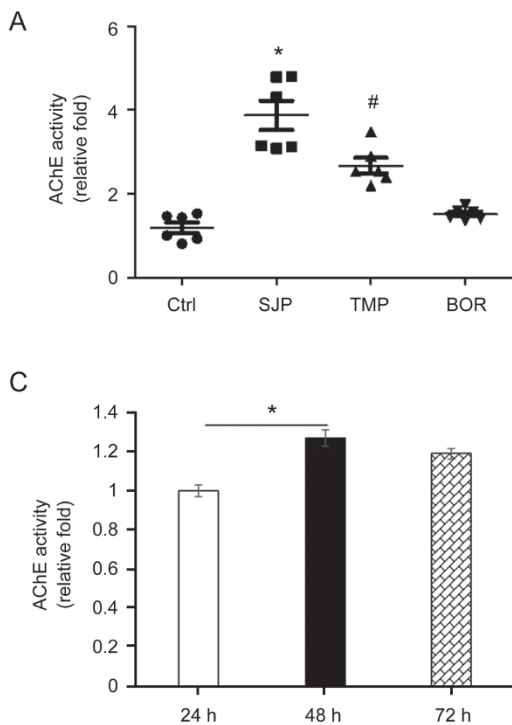 A
AChE activity
(relative fold)
6
4
2
0
*
#
Ctrl SJP TMP BOR
C
AChE activity
(relative fold)
1.4
1.2
1
0.8
0.6
0.4
0.2
0
*
24 h 48 h 72 h